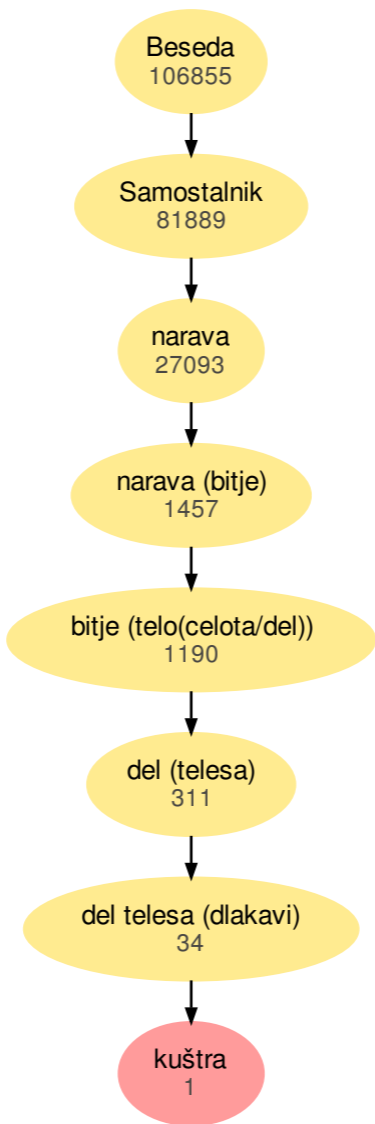 Beseda
106855
Samostalnik
81889
narava
27093
narava (bitje)
1457
bitje (telo(celota/del))
1190
del (telesa)
311
del telesa (dlakavi)
34
kuštra
1